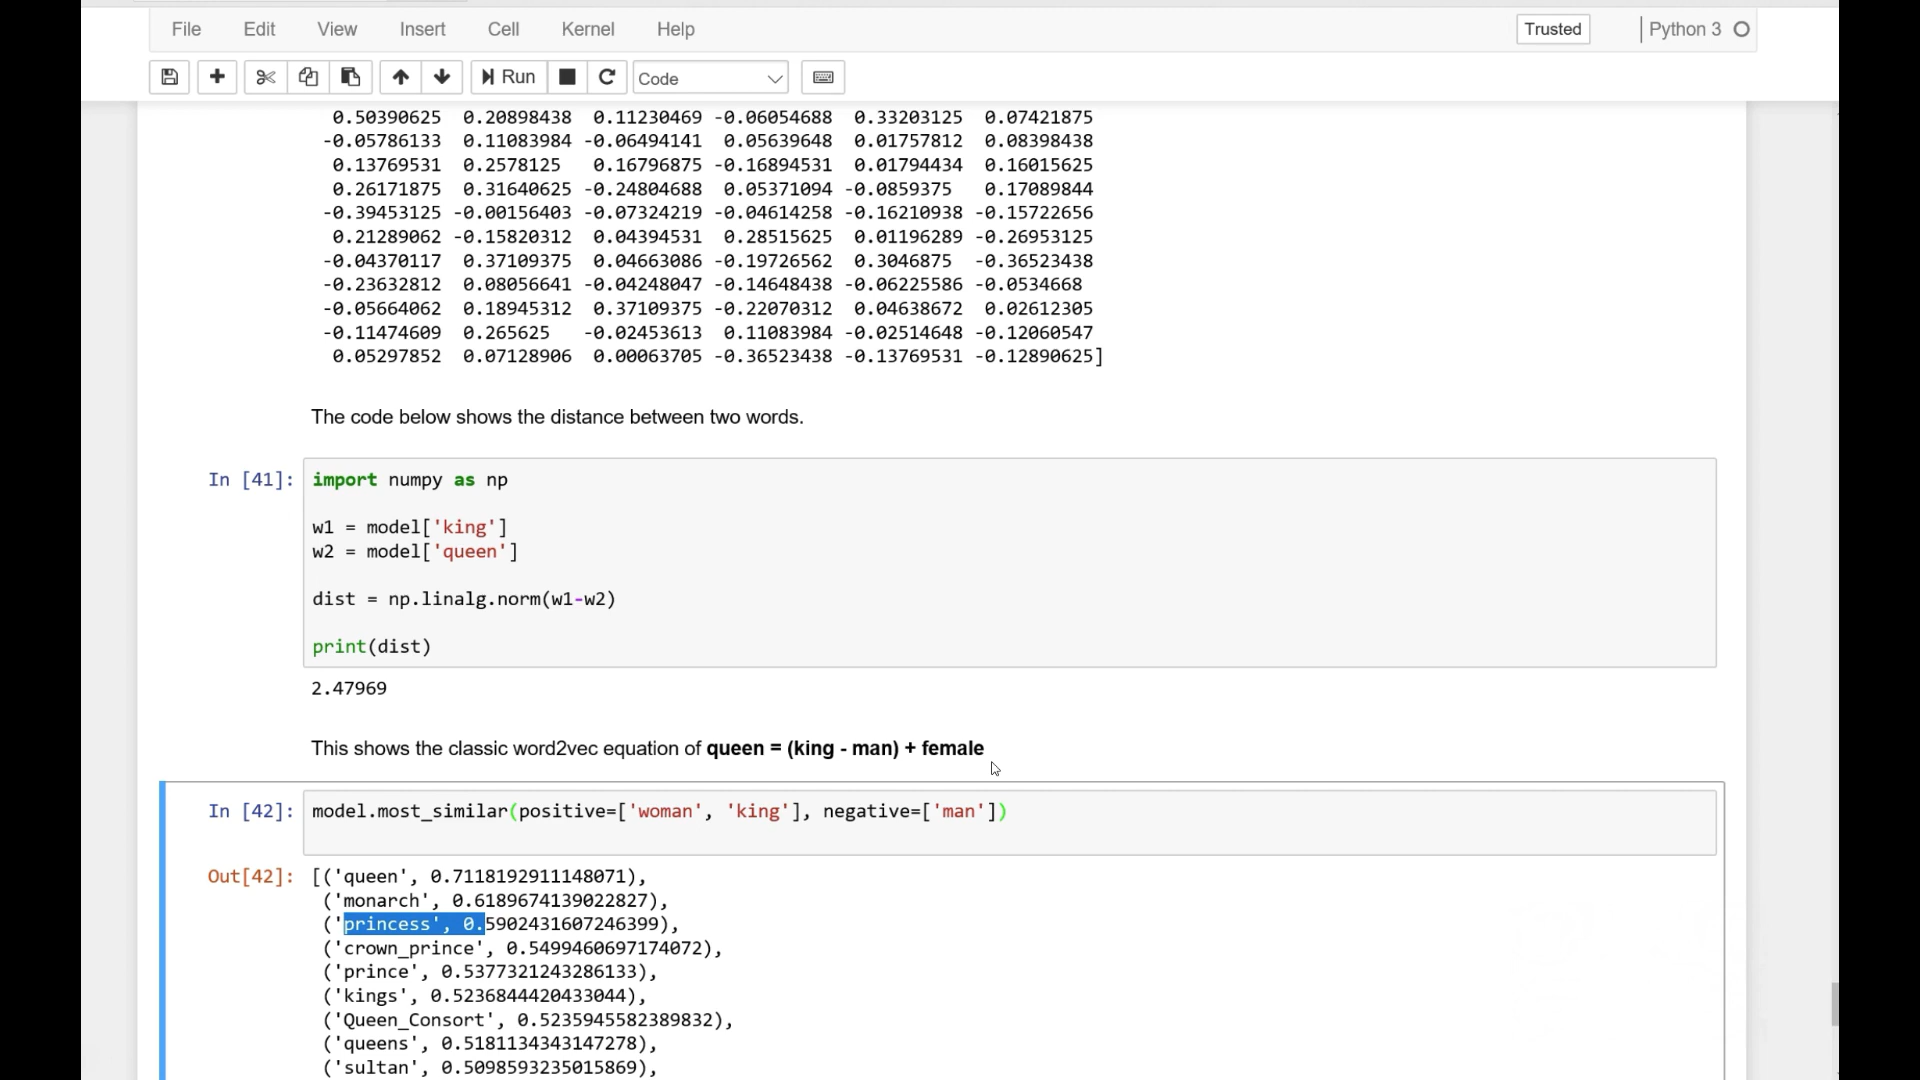 File Edit View Insert Cell Kernel Help Trusted Python 3
Run Code
0.50390625 0.20898438 0.11230469 -0.06054688 0.33203125 0.07421875
-0.05786133 0.11083984 -0.06494141 0.05639648 0.01757812 0.08398438
0.13769531 0.2578125 0.16796875 -0.16894531 0.01794434 0.16015625
0.26171875 0.31640625 -0.24804688 0.05371094 -0.0859375 0.17089844
-0.39453125 -0.00156403 -0.07324219 -0.04614258 -0.16210938 -0.15722656
0.21289062 -0.15820312 0.04394531 0.28515625 0.01196289 -0.26953125
-0.04370117 0.37109375 0.04663086 -0.19726562 0.3046875 -0.36523438
-0.23632812 0.08056641 -0.04248047 -0.14648438 -0.06225586 -0.0534668
-0.05664062 0.18945312 0.37109375 -0.22070312 0.04638672 0.02612305
-0.11474609 0.265625 -0.02453613 0.11083984 -0.02514648 -0.12060547
0.05297852 0.07128906 0.00063705 -0.36523438 -0.13769531 -0.12890625]
The code below shows the distance between two words.
In [41]: import numpy as np
w1 = model['king']
w2 = model['queen']
dist = np.linalg.norm(w1-w2)
print(dist)
2.47969
This shows the classic word2vec equation of queen = (king - man) + female
In [42]: model.most_similar(positive=['woman', 'king'], negative=['man'])
Out[42]: [('queen', 0.7118192911148071),
('monarch', 0.6189674139022827),
('princess', 0.5902431607246399),
('crown_prince', 0.5499460697174072),
('prince', 0.5377321243286133),
('kings', 0.5236844420433044),
('Queen_Consort', 0.5235945582389832),
('queens', 0.5181134343147278),
('sultan', 0.5098593235015869),